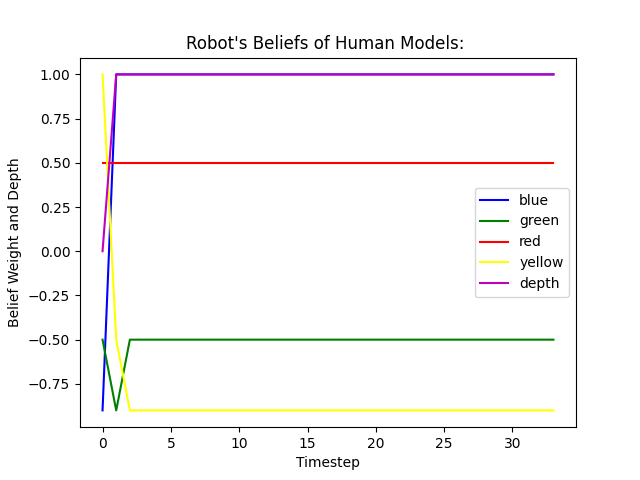 Robot's Beliefs of Human Models:
Belief Weight and Depth
1.00
0.75
0.50
0.25
0.00
−0.25
−0.50
−0.75
blue
green
red
yellow
depth
0 5 10 15 20 25 30
Timestep